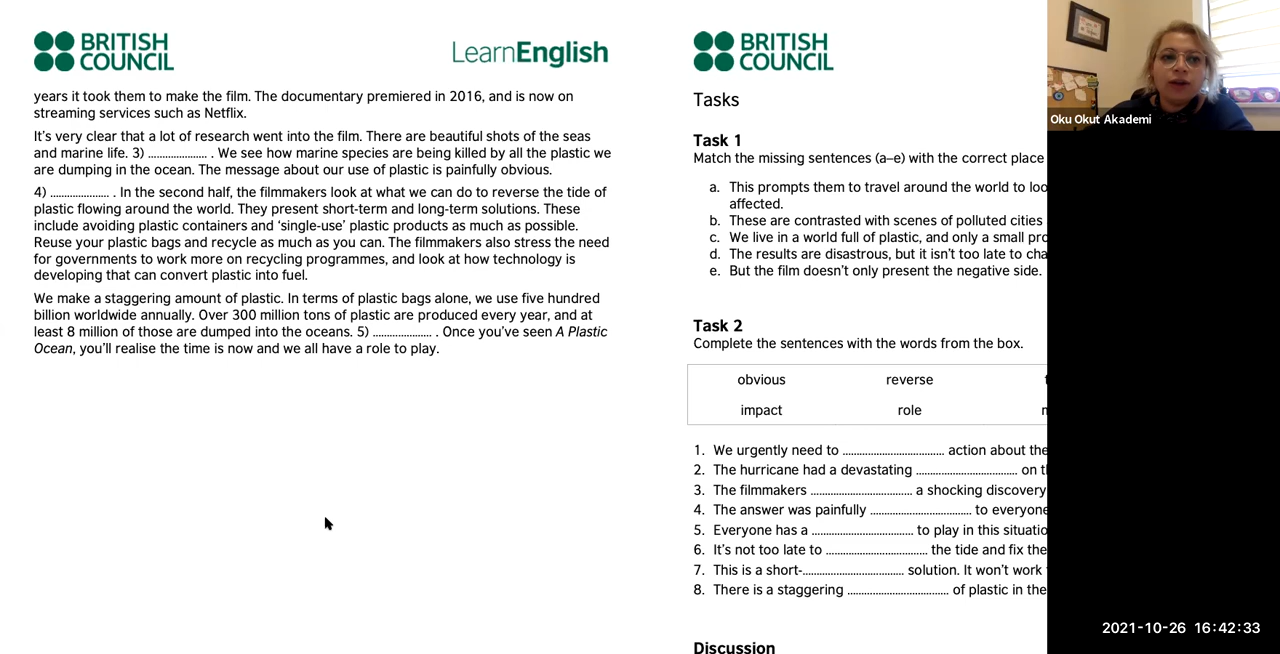 BRITISH
COUNCIL
LearnEnglish
years it took them to make the film. The documentary premiered in 2016, and is now on
streaming services such as Netflix.
It’s very clear that a lot of research went into the film. There are beautiful shots of the seas
and marine life. 3) ..................... . We see how marine species are being killed by all the plastic we
are dumping in the ocean. The message about our use of plastic is painfully obvious.
4) ..................... . In the second half, the filmmakers look at what we can do to reverse the tide of
plastic flowing around the world. They present short-term and long-term solutions. These
include avoiding plastic containers and ‘single-use’ plastic products as much as possible.
Reuse your plastic bags and recycle as much as you can. The filmmakers also stress the need
for governments to work more on recycling programmes, and look at how technology is
developing that can convert plastic into fuel.
We make a staggering amount of plastic. In terms of plastic bags alone, we use five hundred
billion worldwide annually. Over 300 million tons of plastic are produced every year, and at
least 8 million of those are dumped into the oceans. 5) ..................... . Once you’ve seen A Plastic
Ocean, you’ll realise the time is now and we all have a role to play.
BRITISH
COUNCIL
Tasks
Task 1
Match the missing sentences (a–e) with the correct place
a. This prompts them to travel around the world to
affected.
b. These are contrasted with scenes of polluted cities
c. We live in a world full of plastic, and only a small
d. The results are disastrous, but it isn’t too late to
e. But the film doesn’t only present the negative side.
Task 2
Complete the sentences with the words from the box.
obvious reverse
impact role
1. We urgently need to .................................... action about the
2. The hurricane had a devastating .................................... on
3. The filmmakers .................................... a shocking discovery
4. The answer was painfully .................................... to everyone
5. Everyone has a .................................... to play in this
6. It’s not too late to .................................... the tide and fix the
7. This is a short-.................................... solution. It won’t work
8. There is a staggering .................................... of plastic in the
Discussion
Oku Okut Akademi
2021-10-26 16:42:33